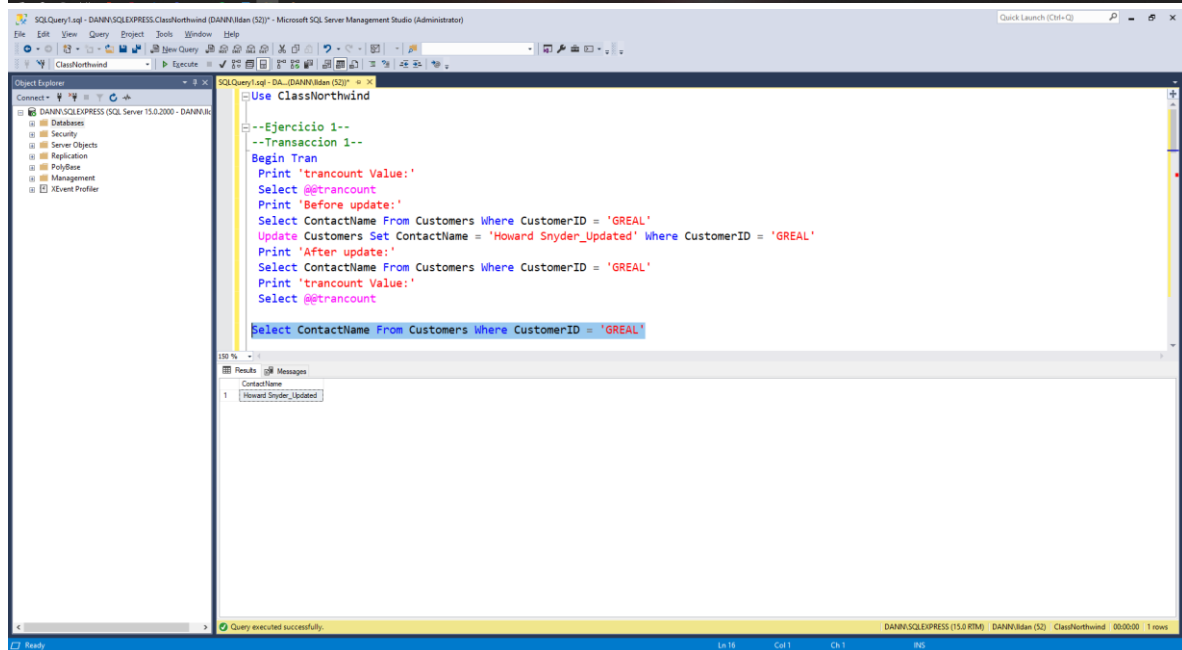 SQLQuery1.sql - DANN\SQLEXPRESS.ClassNorthwind (DANN\lldan (52))* - Microsoft SQL Server Management Studio (Administrator)
Quick Launch (Ctrl+Q)
File Edit View Query Project Tools Window Help
New Query
ClassNorthwind
Execute
Object Explorer
SQLQuery1.sql - DA...(DANN\lldan (52))*
Connect
DANN\SQLEXPRESS (SQL Server 15.0.2000 - DANN\
Databases
Security
Server Objects
Replication
PolyBase
Management
XEvent Profiler
Use ClassNorthwind
--Ejercicio 1--
--Transaccion 1--
Begin Tran
Print 'trancount Value:'
Select @@trancount
Print 'Before update:'
Select ContactName From Customers Where CustomerID = 'GREAL'
Update Customers Set ContactName = 'Howard Snyder_Updated' Where CustomerID = 'GREAL'
Print 'After update:'
Select ContactName From Customers Where CustomerID = 'GREAL'
Print 'trancount Value:'
Select @@trancount
Select ContactName From Customers Where CustomerID = 'GREAL'
150 %
Results Messages
ContactName
1 Howard Snyder_Updated
Query executed successfully.
DANN\SQLEXPRESS (15.0 RTM) DANN\lldan (52) ClassNorthwind 00:00:00 1 rows
Ready
Ln 16 Col 1 Ch 1 INS